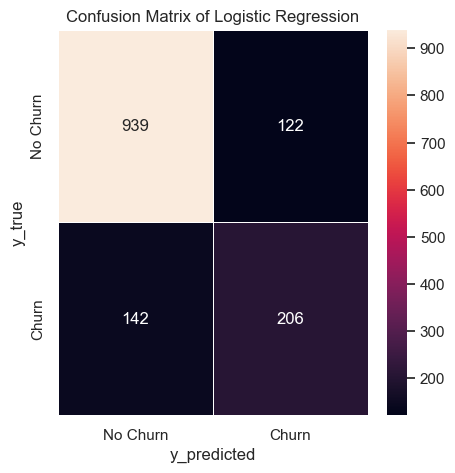 Confusion Matrix of Logistic Regression
No Churn
Churn
y_true
939
122
142
206
No Churn
Churn
y_predicted
900
800
700
600
500
400
300
200